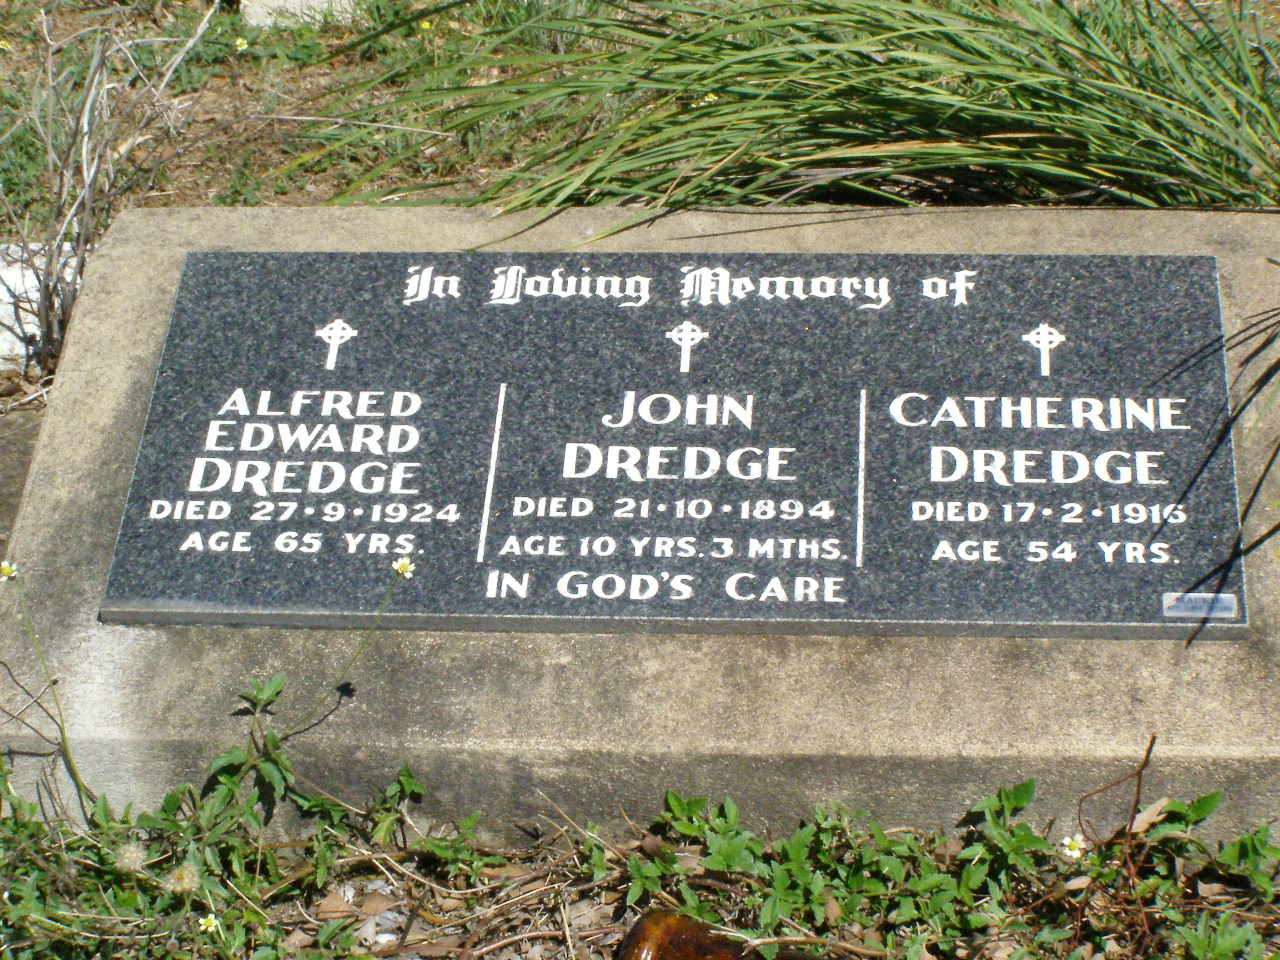 In Loving Memory of
ALFRED
EDWARD
DREDGE
DIED 27·9·1924
AGE 65 YRS.
JOHN
DREDGE
DIED 21·10·1894
AGE 10 YRS. 3 MTHS.
CATHERINE
DREDGE
DIED 17·2·1916
AGE 54 YRS.
IN GOD'S CARE